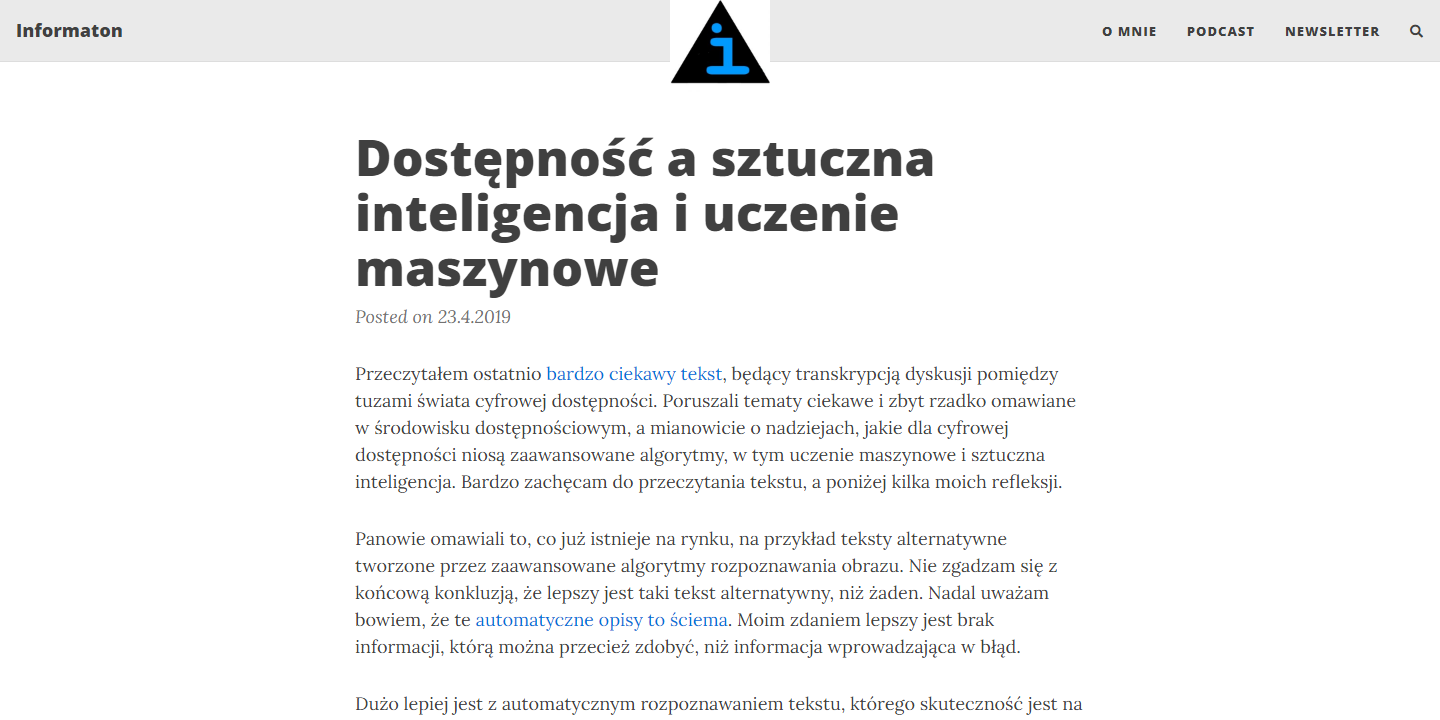 Informaton
i
O MNIE
PODCAST
NEWSLETTER
Dostępność a sztuczna
inteligencja i uczenie
maszynowe
Posted on 23.4.2019
Przeczytałem ostatnio bardzo ciekawy tekst, będący transkrypcją dyskusji pomiędzy
tuzami świata cyfrowej dostępności. Poruszali tematy ciekawe i zbyt rzadko omawiane
w środowisku dostępnościowym, a mianowicie o nadziejach, jakie dla cyfrowej
dostępności niosą zaawansowane algorytmy, w tym uczenie maszynowe i sztuczna
inteligencja. Bardzo zachęcam do przeczytania tekstu, a poniżej kilka moich refleksji.
Panowie omawiali to, co już istnieje na rynku, na przykład teksty alternatywne
tworzone przez zaawansowane algorytmy rozpoznawania obrazu. Nie zgadzam się z
końcową konkluzją, że lepszy jest taki tekst alternatywny, niż żaden. Nadal uważam
bowiem, że te automatyczne opisy to ściema. Moim zdaniem lepszy jest brak
informacji, którą można przecież zdobyć, niż informacja wprowadzająca w błąd.
Dużo lepiej jest z automatycznym rozpoznawaniem tekstu, którego skuteczność jest na